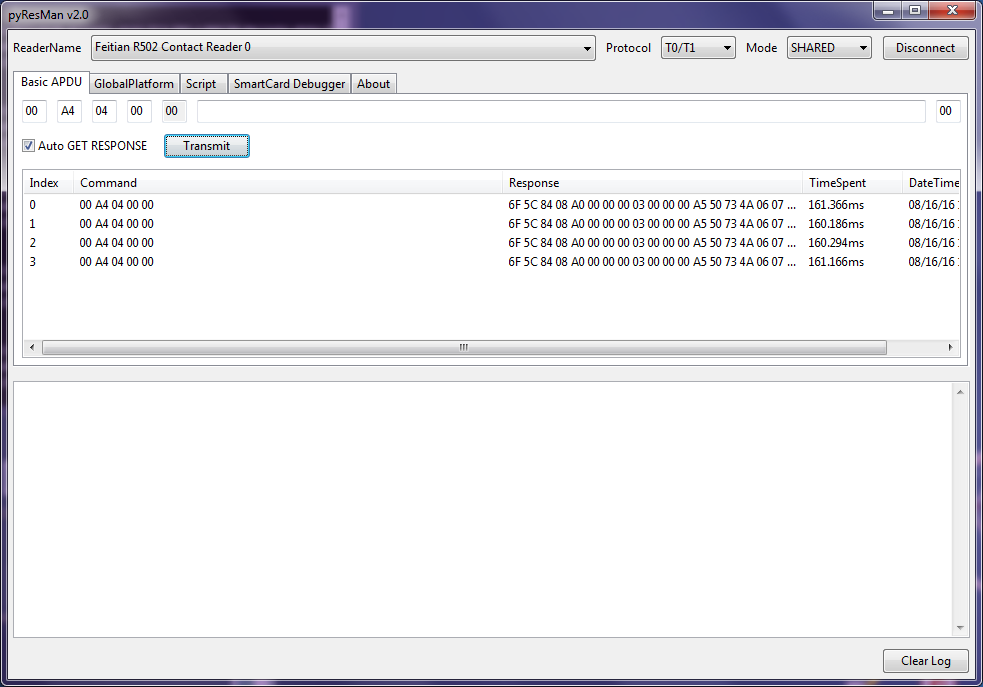 pyResMan v2.0
ReaderName Feitian R502 Contact Reader 0 Protocol T0/T1 Mode SHARED Disconnect
Basic APDU GlobalPlatform Script SmartCard Debugger About
00 A4 04 00 00 00
Auto GET RESPONSE Transmit
Index Command Response TimeSpent DateTime
0 00 A4 04 00 00 6F 5C 84 08 A0 00 00 00 03 00 00 00 A5 50 73 4A 06 07 ... 161.366ms 08/16/16
1 00 A4 04 00 00 6F 5C 84 08 A0 00 00 00 03 00 00 00 A5 50 73 4A 06 07 ... 160.186ms 08/16/16
2 00 A4 04 00 00 6F 5C 84 08 A0 00 00 00 03 00 00 00 A5 50 73 4A 06 07 ... 160.294ms 08/16/16
3 00 A4 04 00 00 6F 5C 84 08 A0 00 00 00 03 00 00 00 A5 50 73 4A 06 07 ... 161.166ms 08/16/16
Clear Log